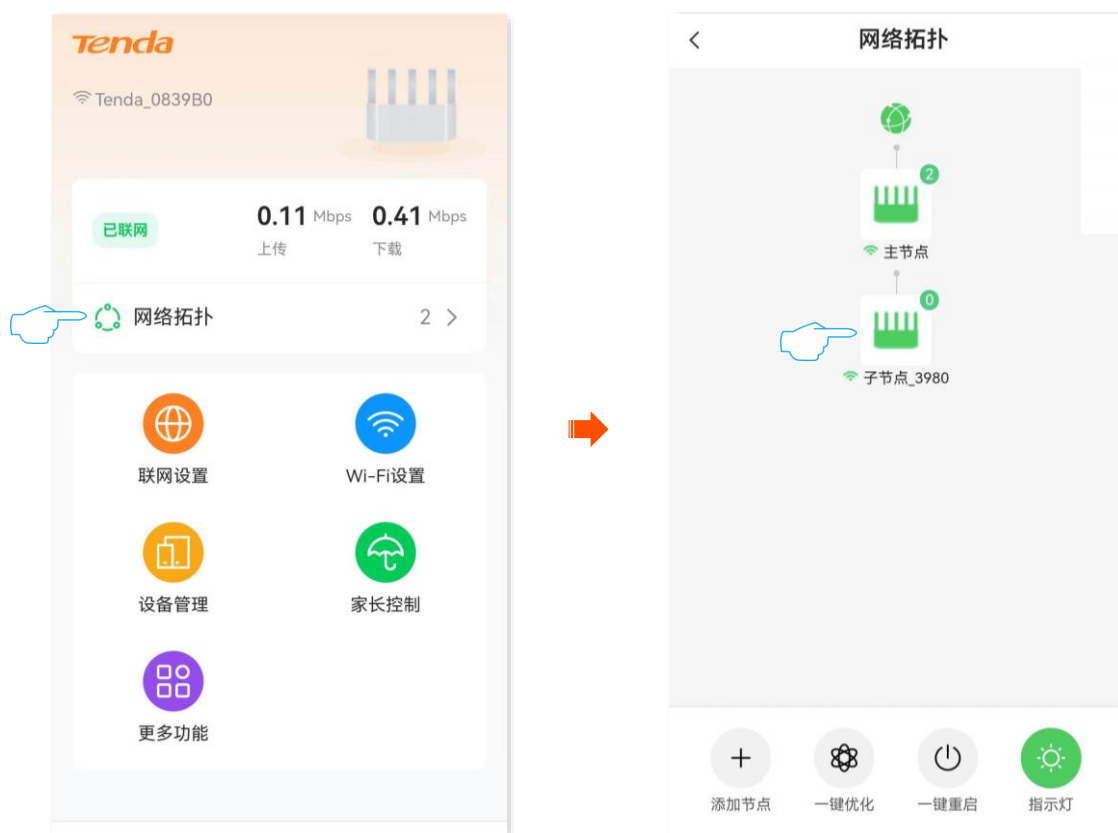 Tenda
Tenda_0839B0
已联网
0.11 Mbps 0.41 Mbps
上传 下载
网络拓扑 2
联网设置 Wi-Fi设置
设备管理 家长控制
更多功能
网络拓扑
2
主节点
0
子节点_3980
添加节点 一键优化 一键重启 指示灯